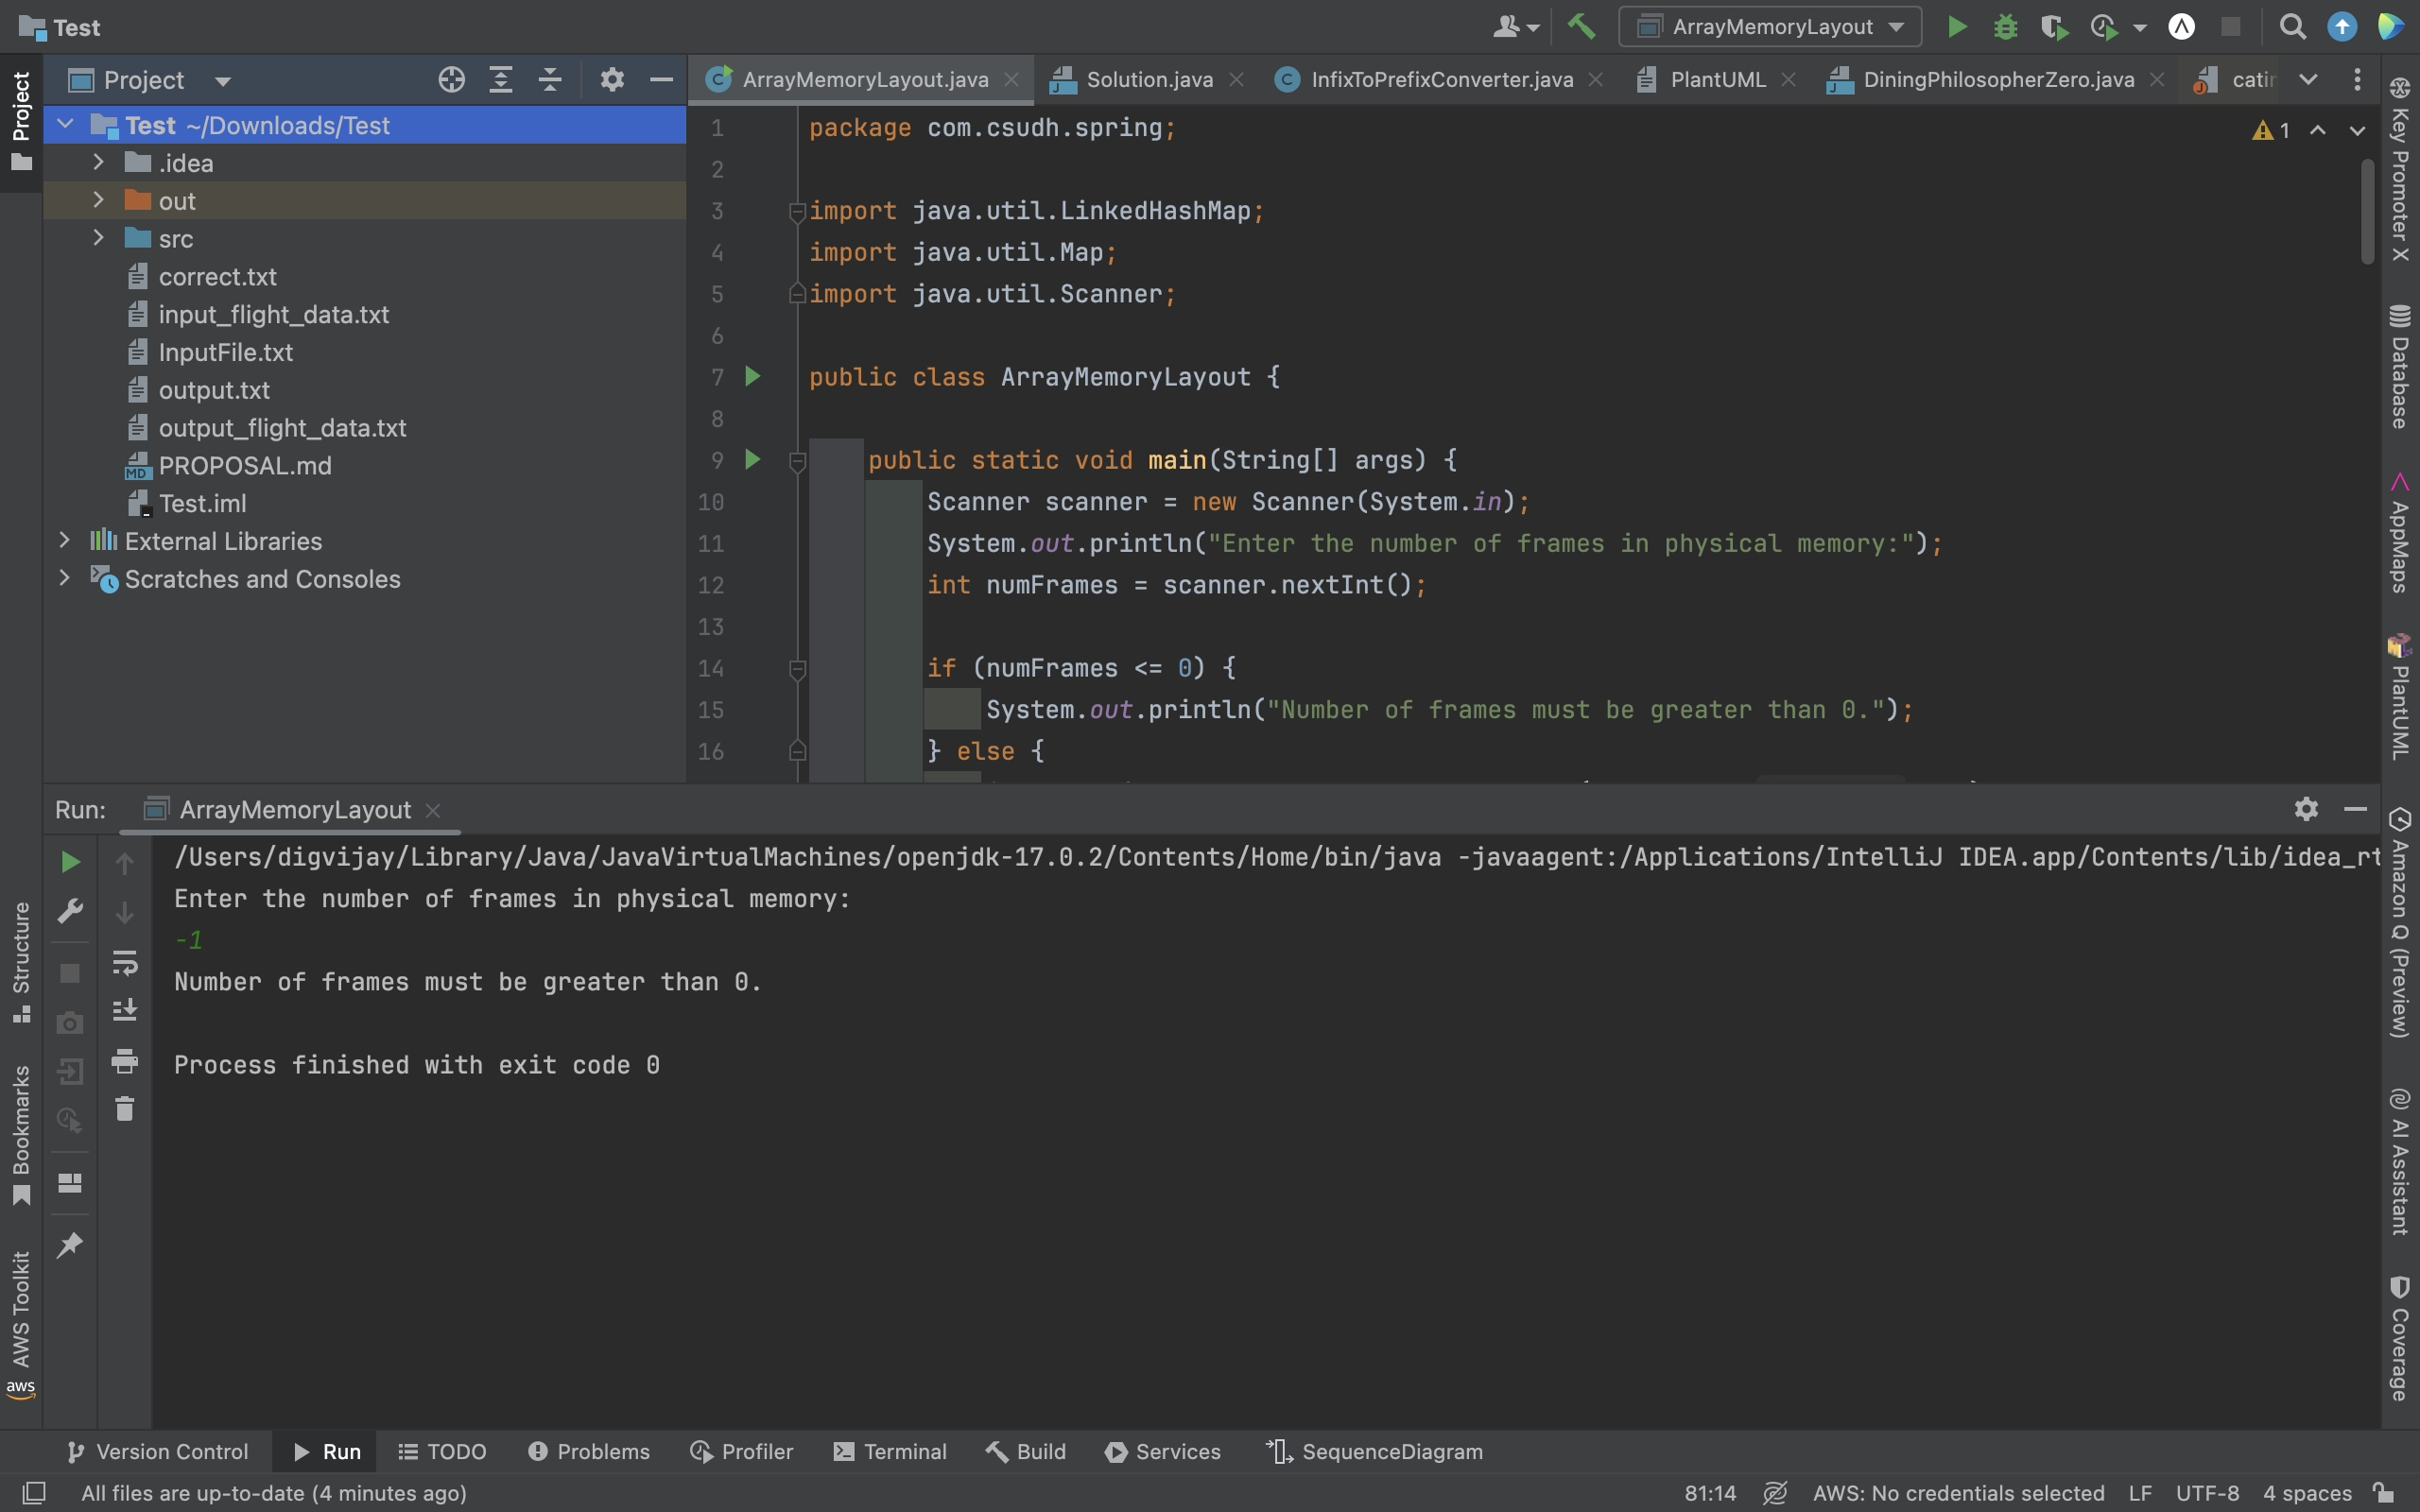 Test
ArrayMemoryLayout
Project
ArrayMemoryLayout.java
Solution.java
InfixToPrefixConverter.java
PlantUML
DiningPhilosopherZero.java
Project
Test ~/Downloads/Test
.idea
out
src
correct.txt
input_flight_data.txt
InputFile.txt
output.txt
output_flight_data.txt
MD PROPOSAL.md
Test.iml
External Libraries
Scratches and Consoles
1 package com.csudh.spring;
2
3 import java.util.LinkedHashMap;
4 import java.util.Map;
5 import java.util.Scanner;
6
7 public class ArrayMemoryLayout {
8
9 public static void main(String[] args) {
10 Scanner scanner = new Scanner(System.in);
11 System.out.println("Enter the number of frames in physical memory:");
12 int numFrames = scanner.nextInt();
13
14 if (numFrames <= 0) {
15 System.out.println("Number of frames must be greater than 0.");
16 } else {
1
Key Promoter X
Database
AppMaps
PlantUML
Amazon Q (Preview)
AI Assistant
Coverage
Run:
ArrayMemoryLayout
/Users/digvijay/Library/Java/JavaVirtualMachines/openjdk-17.0.2/Contents/Home/bin/java -javaagent:/Applications/IntelliJ IDEA.app/Contents/lib/idea_rt
Enter the number of frames in physical memory:
-1
Number of frames must be greater than 0.
Process finished with exit code 0
Structure
Bookmarks
AWS Toolkit
aws
Version Control
Run
TODO
Problems
Profiler
Terminal
Build
Services
SequenceDiagram
All files are up-to-date (4 minutes ago)
81:14
AWS: No credentials selected
LF
UTF-8
4 spaces